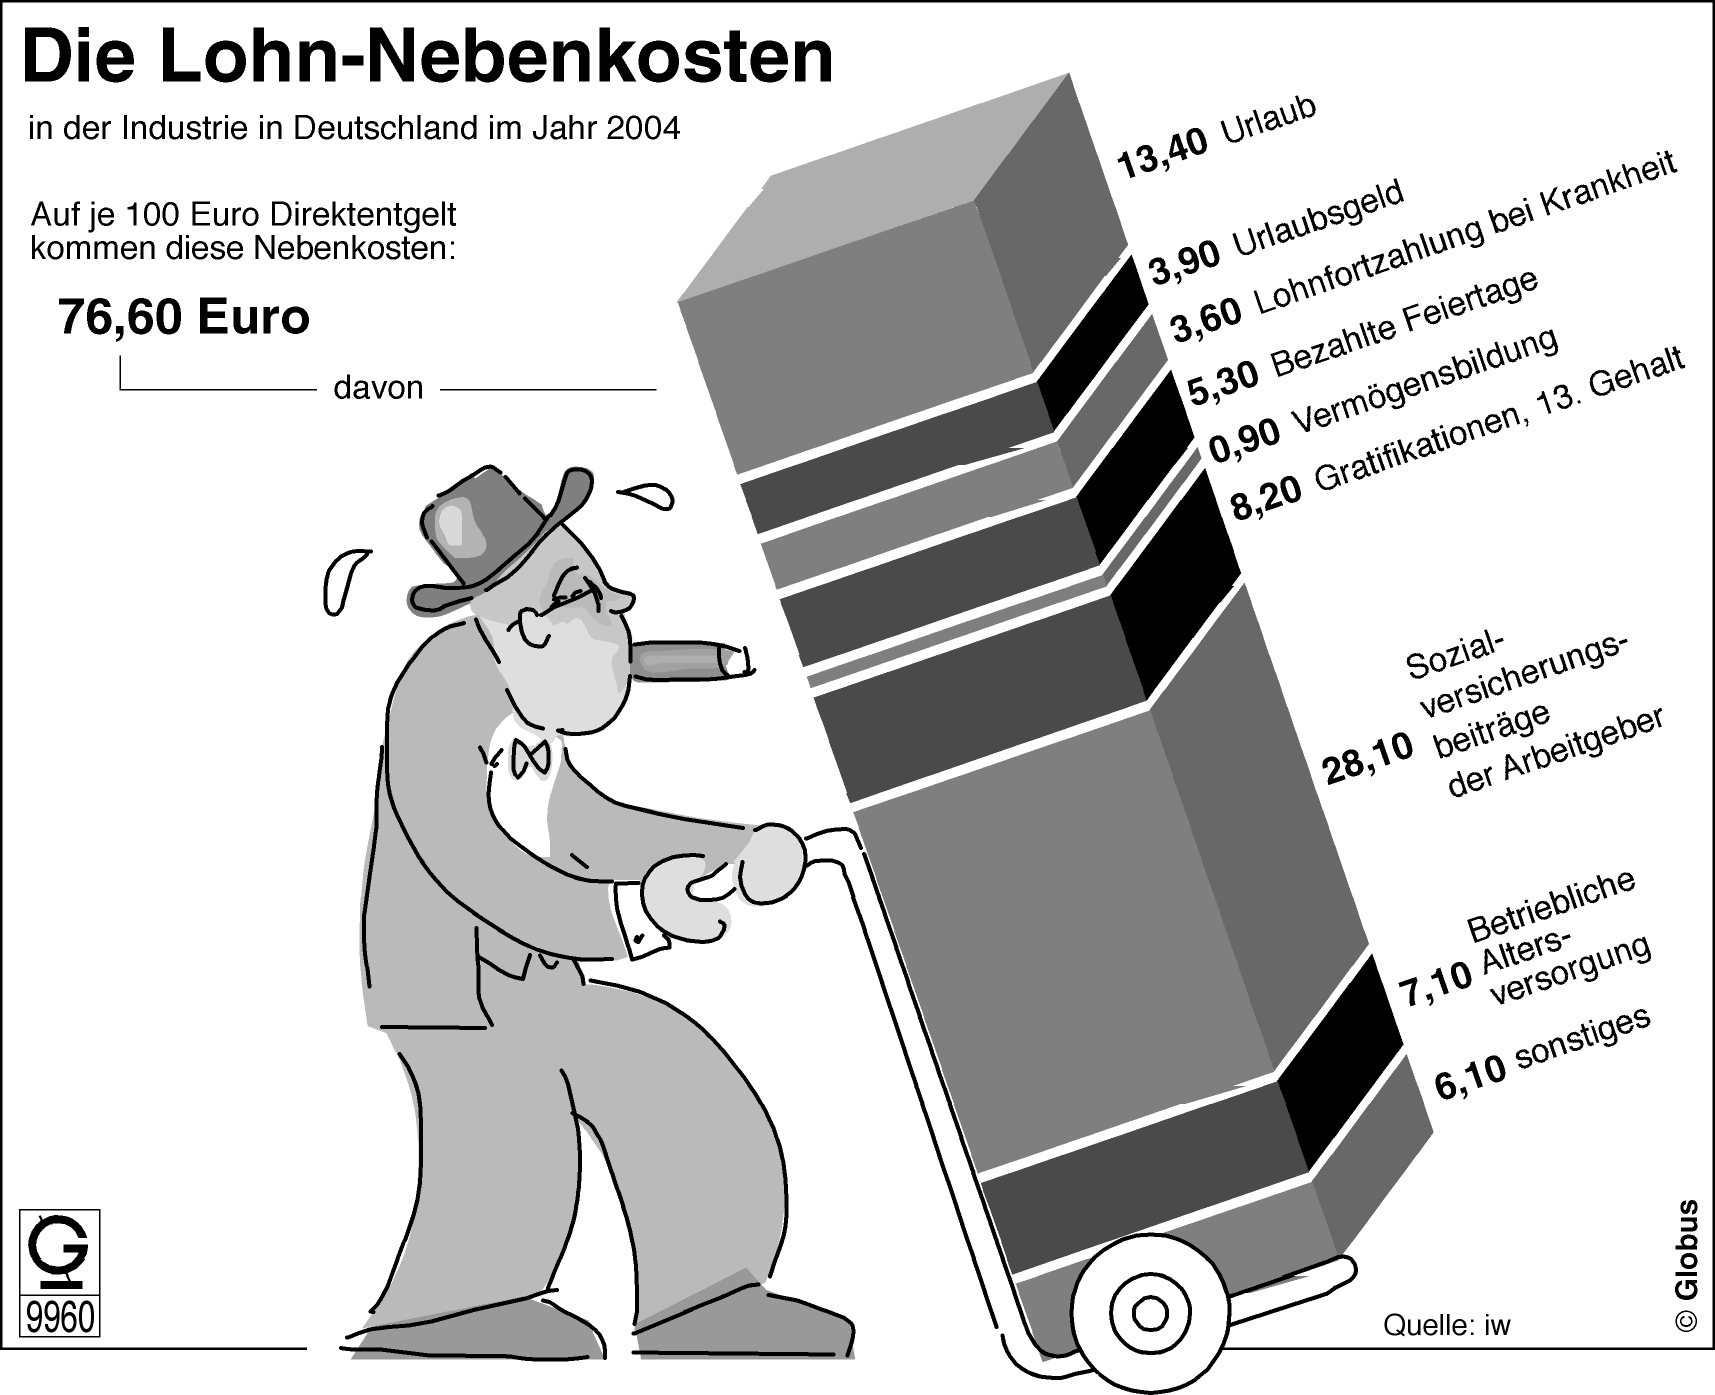 Die Lohn-Nebenkosten
in der Industrie in Deutschland im Jahr 2004
Auf je 100 Euro Direktentgelt
kommen diese Nebenkosten:
76,60 Euro
davon
13,40 Urlaub
3,90 Urlaubsgeld
3,60 Lohnfortzahlung bei Krankheit
5,30 Bezahlte Feiertage
0,90 Vermögensbildung
8,20 Gratifikationen, 13. Gehalt
28,10 Sozial-
versicherungs-
beiträge
der Arbeitgeber
7,10 Betriebliche
Alters-
versorgung
6,10 sonstiges
G
9960
Quelle: iw
© Globus